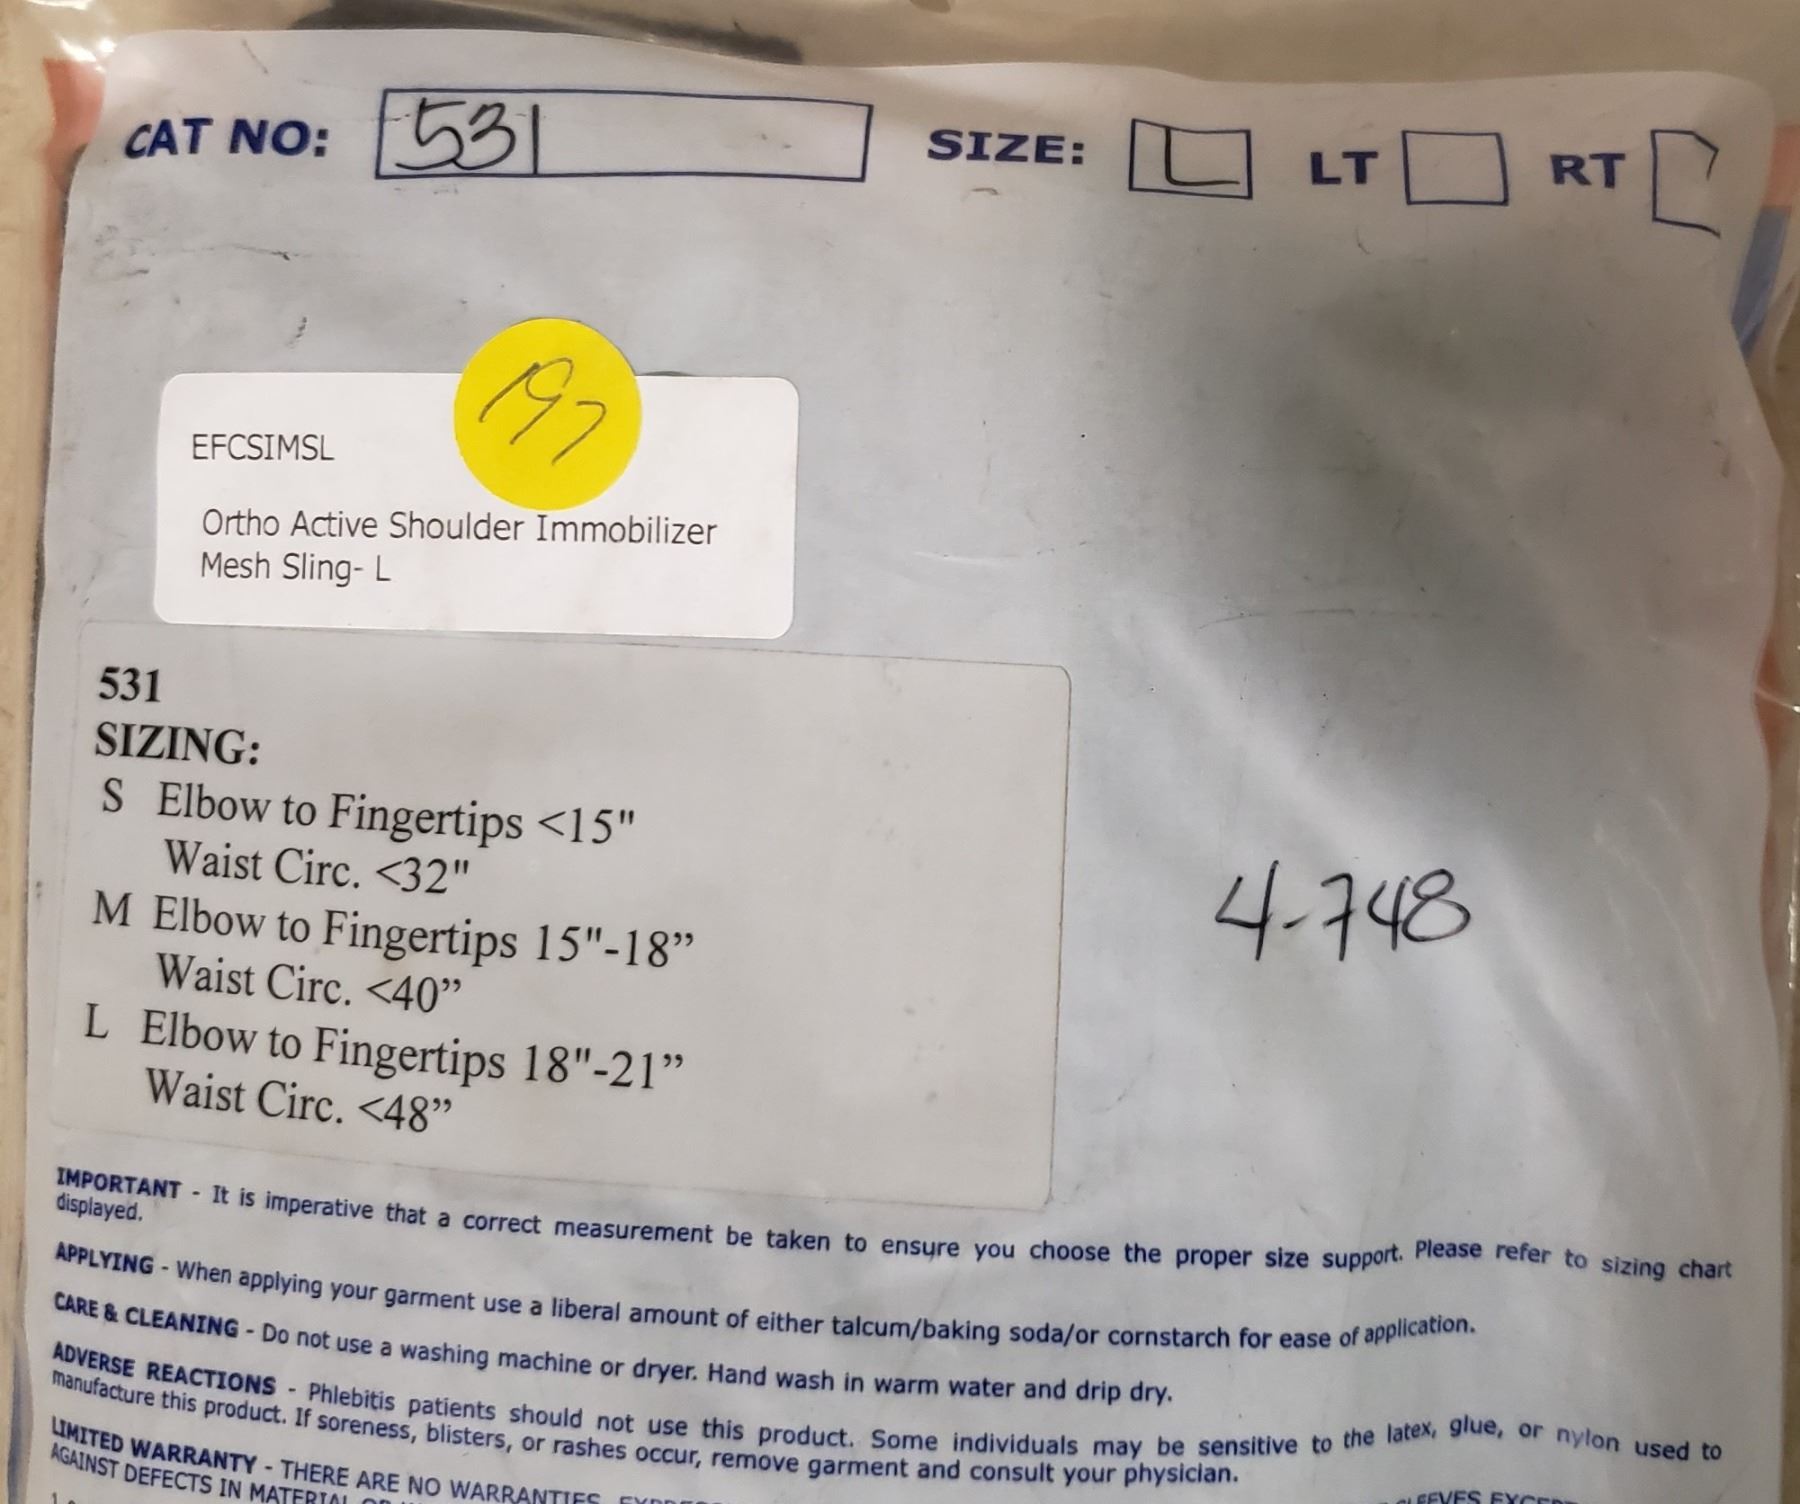 CAT NO: 531 SIZE: L LT RT
197
EFCSIMSL
Ortho Active Shoulder Immobilizer
Mesh Sling- L
531
SIZING:
S Elbow to Fingertips <15"
Waist Circ. <32"
M Elbow to Fingertips 15"-18”
Waist Circ. <40”
L Elbow to Fingertips 18"-21”
Waist Circ. <48”
4-748
IMPORTANT - It is imperative that a correct measurement be taken to ensure you choose the proper size support. Please refer to sizing chart
displayed.
APPLYING - When applying your garment use a liberal amount of either talcum/baking soda/or cornstarch for ease of application.
CARE & CLEANING - Do not use a washing machine or dryer. Hand wash in warm water and drip dry.
ADVERSE REACTIONS - Phlebitis patients should not use this product. Some individuals may be sensitive to the latex, glue, or nylon used to
manufacture this product. If soreness, blisters, or rashes occur, remove garment and consult your physician.
LIMITED WARRANTY - THERE ARE NO WARRANTIES
AGAINST DEFECTS IN MATERIAL